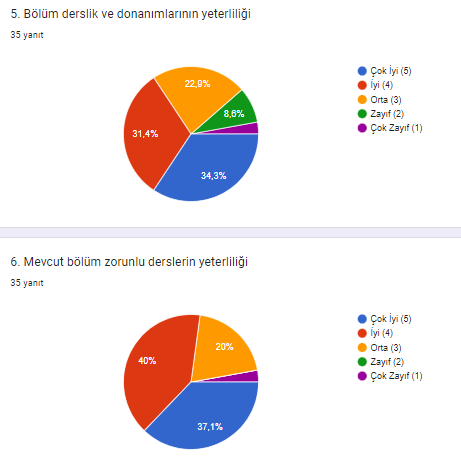 5. Bölüm derslik ve donanımlarının yeterliliği
35 yanıt
22,9%
8,6%
31,4%
34,3%
Çok İyi (5)
İyi (4)
Orta (3)
Zayıf (2)
Çok Zayıf (1)
6. Mevcut bölüm zorunlu derslerin yeterliliği
35 yanıt
20%
40%
37,1%
Çok İyi (5)
İyi (4)
Orta (3)
Zayıf (2)
Çok Zayıf (1)